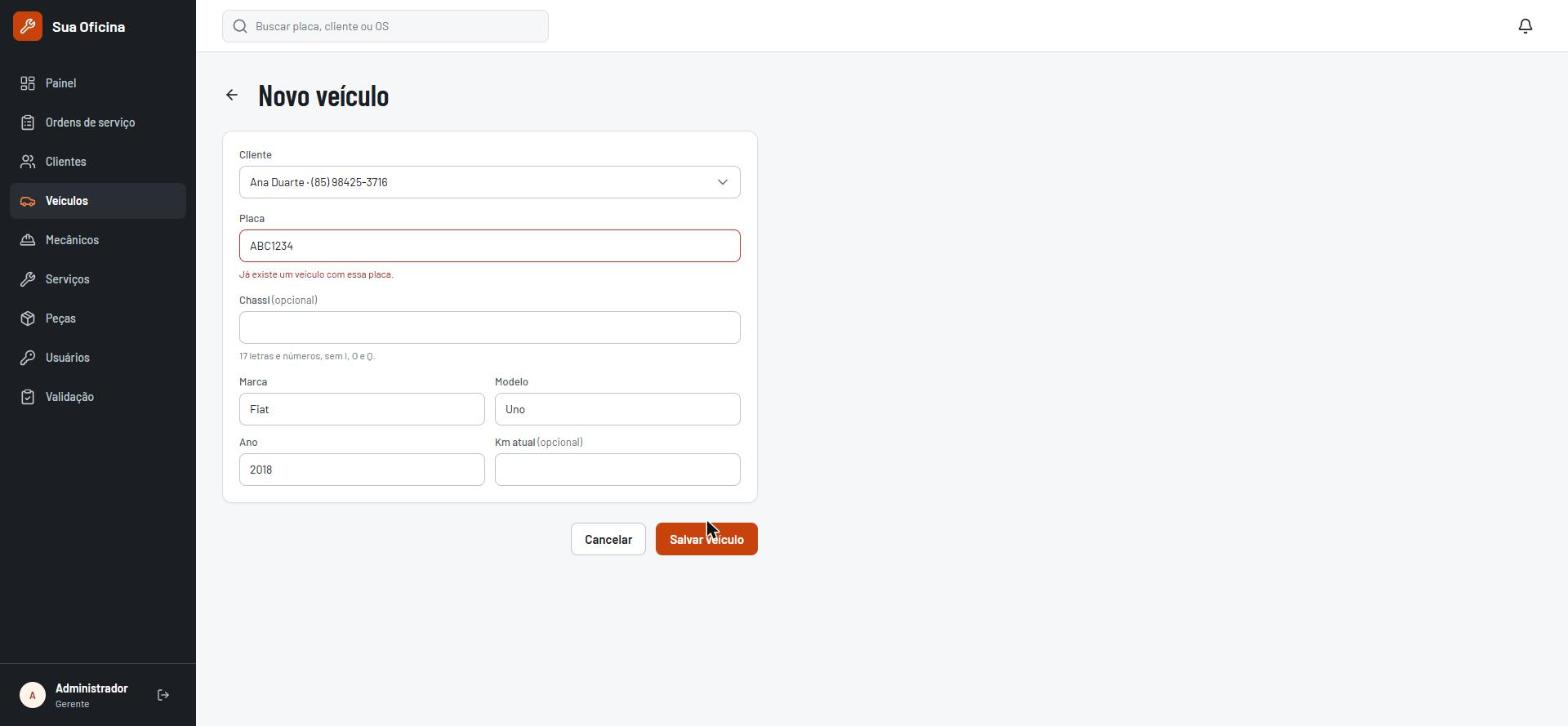 Sua Oficina
Buscar placa, cliente ou OS
Painel
Ordens de serviço
Clientes
Veículos
Mecânicos
Serviços
Peças
Usuários
Validação
Novo veículo
Cliente
Ana Duarte · (85) 98425-3716
Placa
ABC1234
Já existe um veículo com essa placa.
Chassi (opcional)
17 letras e números, sem I, O e Q.
Marca
Modelo
Fiat
Uno
Ano
Km atual (opcional)
2018
Cancelar
Salvar veículo
A
Administrador
Gerente